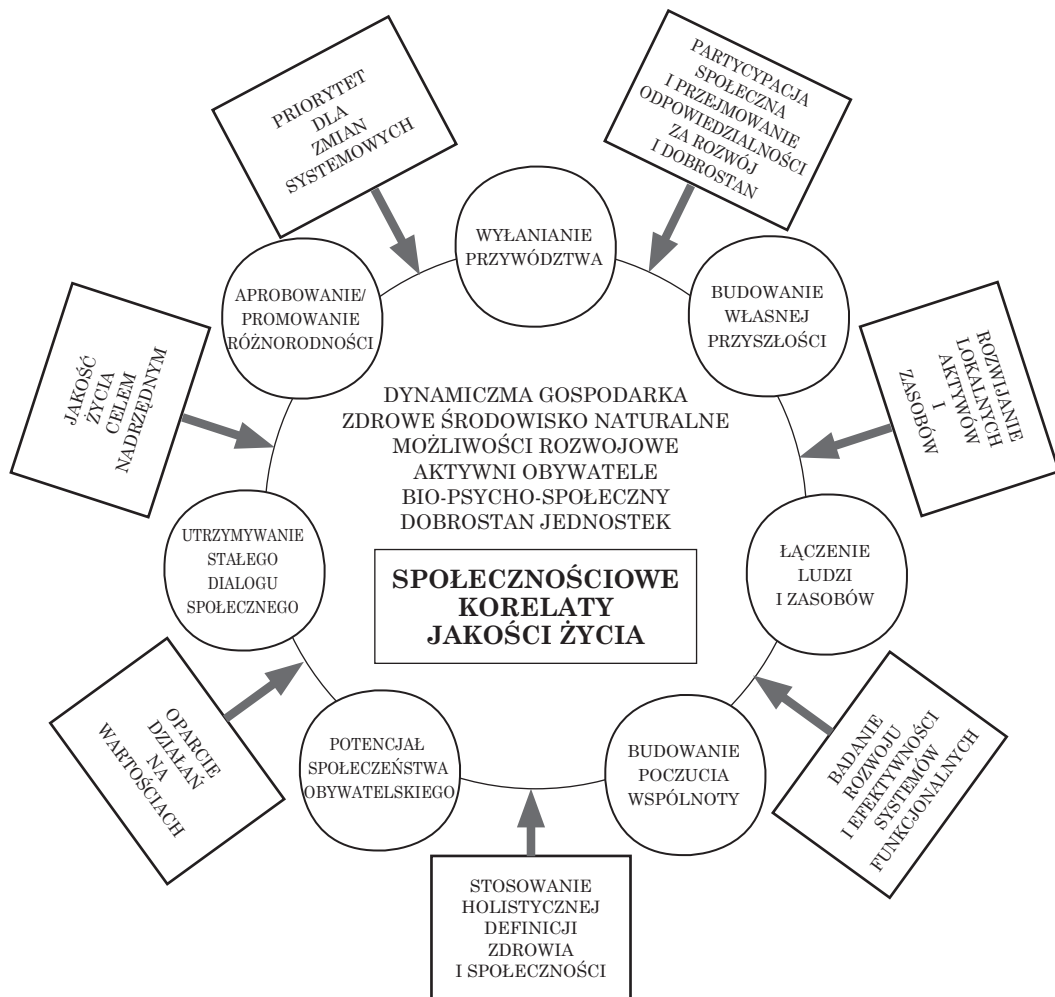 PRIORYTET
DLA
ZMIAN
SYSTEMOWYCH
PARTYCYPACJA
SPOŁECZNA
I PRZEJMOWANIE
ODPOWIEDZIALNOŚCI
ZA ROZWÓJ
I DOBROSTAN
WYŁANIANIE
PRZYWÓDZTWA
APROBOWANIE/
PROMOWANIE
RÓŻNORODNOŚCI
BUDOWANIE
WŁASNEJ
PRZYSZŁOŚCI
JAKOŚĆ
ŻYCIA
CELEM
NADRZĘDNYM
ROZWIJANIE
LOKALNYCH
AKTYWÓW
I
ZASOBÓW
DYNAMICZMA GOSPODARKA
ZDROWE ŚRODOWISKO NATURALNE
MOŻLIWOŚCI ROZWOJOWE
AKTYWNI OBYWATELE
BIO-PSYCHO-SPOŁECZNY
DOBROSTAN JEDNOSTEK
UTRZYMYWANIE
STAŁEGO
DIALOGU
SPOŁECZNEGO
SPOŁECZNOŚCIOWE
KORELATY
JAKOŚCI ŻYCIA
ŁĄCZENIE
LUDZI
I ZASOBÓW
OPARCIE
DZIAŁAŃ
NA
WARTOŚCIACH
POTENCJAŁ
SPOŁECZEŃSTWA
OBYWATELSKIEGO
BUDOWANIE
POCZUCIA
WSPÓLNOTY
BADANIE
ROZWOJU
I EFEKTYWNOŚCI
SYSTEMÓW
FUNKCJONALNYCH
STOSOWANIE
HOLISTYCZNEJ
DEFINICJI
ZDROWIA
I SPOŁECZNOŚCI